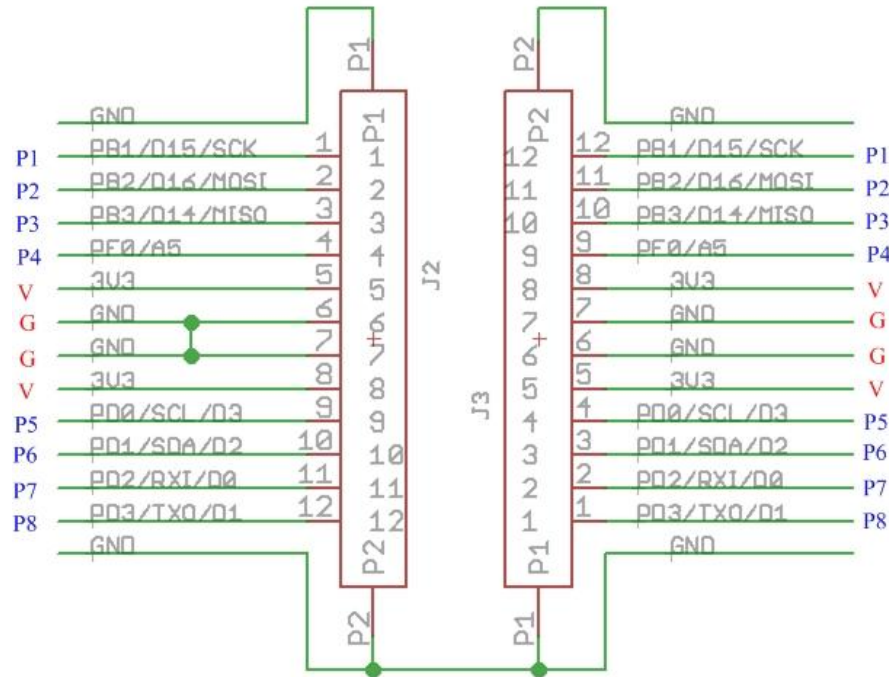 P1 P2
GND GND
P1 PB1/D15/SCK 1 P1 1 P2 12 12 PB1/D15/SCK P1
P2 PB2/D16/MOSI 2 2 11 11 PB2/D16/MOSI P2
P3 PB3/D14/MISO 3 3 10 10 PB3/D14/MISO P3
P4 PF0/A5 4 4 9 9 PF0/A5 P4
V 3V3 5 5 J2 8 8 3V3 V
G GND 6 6 7 7 GND G
G GND 7 7 6 6 GND G
V 3V3 8 8 5 5 3V3 V
P5 PD0/SCL/D3 9 9 J3 4 4 PD0/SCL/D3 P5
P6 PD1/SDA/D2 10 10 3 3 PD1/SDA/D2 P6
P7 PD2/RXI/D0 11 11 2 2 PD2/RXI/D0 P7
P8 PD3/TXO/D1 12 12 1 1 PD3/TXO/D1 P8
GND P2 P1 GND
P2 P1